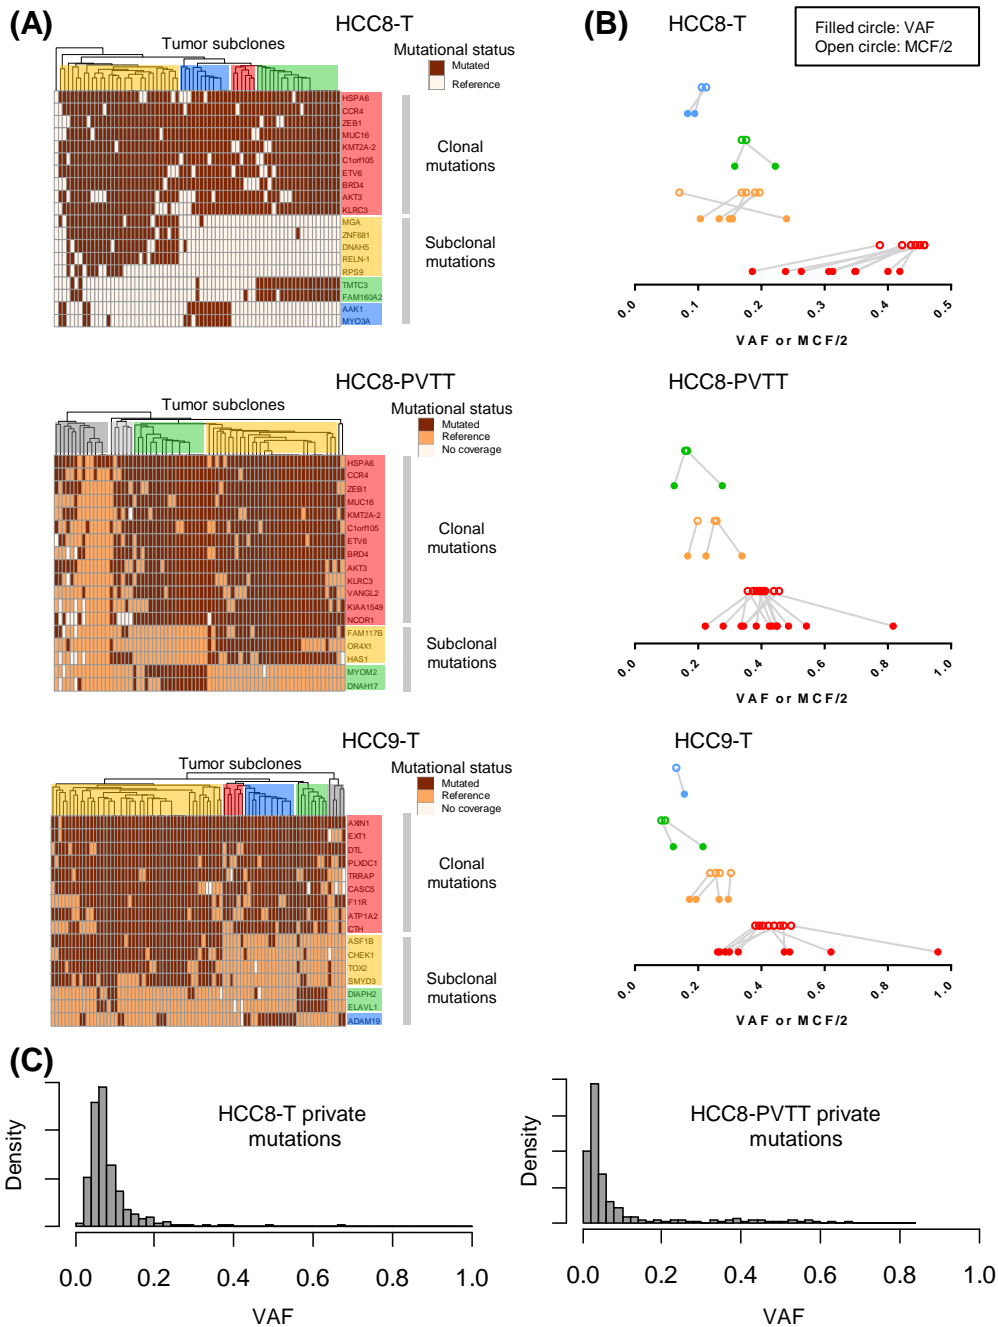 (A)
HCC8-T
Tumor subclones
Mutational status
Mutated
Reference
HSPA6
CCR4
ZEB1
MUC16
KMT2A-2
C1orf105
ETV6
BRD4
AKT3
KLRC3
MGA
ZNF681
DNAH5
RELN-1
RPS9
TMTC3
FAM160A2
AAK1
MYO3A
Clonal
mutations
Subclonal
mutations
HCC8-PVTT
Tumor subclones
Mutational status
Mutated
Reference
No coverage
HSPA6
CCR4
ZEB1
MUC16
KMT2A-2
C1orf105
ETV6
BRD4
AKT3
KLRC3
VANGL2
KIAA1549
NCOR1
FAM117B
OR4X1
HAS1
MYOM2
DNAH17
Clonal
mutations
Subclonal
mutations
HCC9-T
Tumor subclones
Mutational status
Mutated
Reference
No coverage
AXIN1
EXT1
DTL
PLXDC1
TRRAP
CASC5
F11R
ATP1A2
CTH
ASF1B
CHEK1
TOX2
SMYD3
DIAPH2
ELAVL1
ADAM19
Clonal
mutations
Subclonal
mutations
(B)
HCC8-T
Filled circle: VAF
Open circle: MCF/2
0.0 0.1 0.2 0.3 0.4 0.5
VAF or MCF/2
HCC8-PVTT
0.0 0.2 0.4 0.6 0.8 1.0
VAF or MCF/2
HCC9-T
0.0 0.2 0.4 0.6 0.8 1.0
VAF or MCF/2
(C)
HCC8-T private
mutations
Density
0.0 0.2 0.4 0.6 0.8 1.0
VAF
HCC8-PVTT private
mutations
Density
0.0 0.2 0.4 0.6 0.8 1.0
VAF